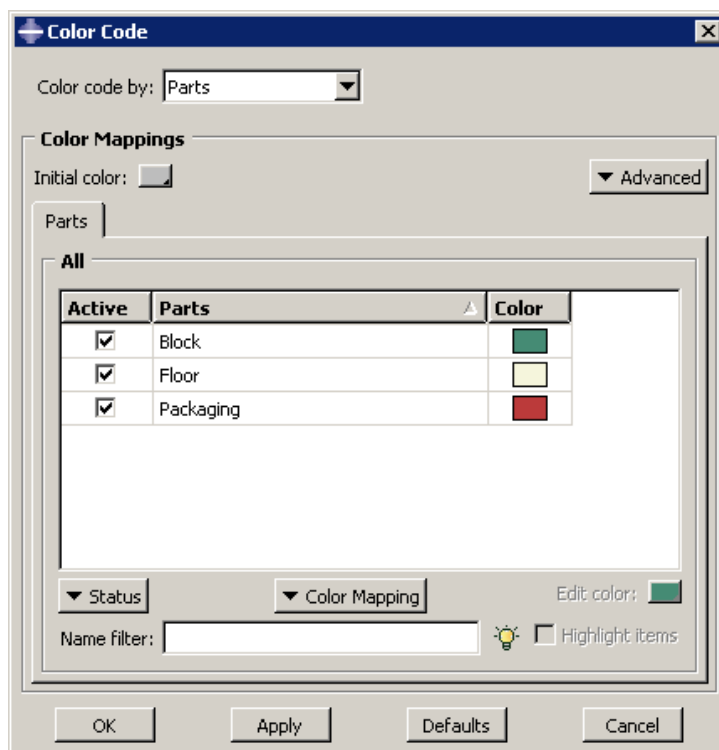 Color Code
Color code by: Parts
Color Mappings
Initial color:
Advanced
Parts
All
Active Parts Color
Block
Floor
Packaging
Status Color Mapping Edit color:
Name filter: Highlight items
OK Apply Defaults Cancel